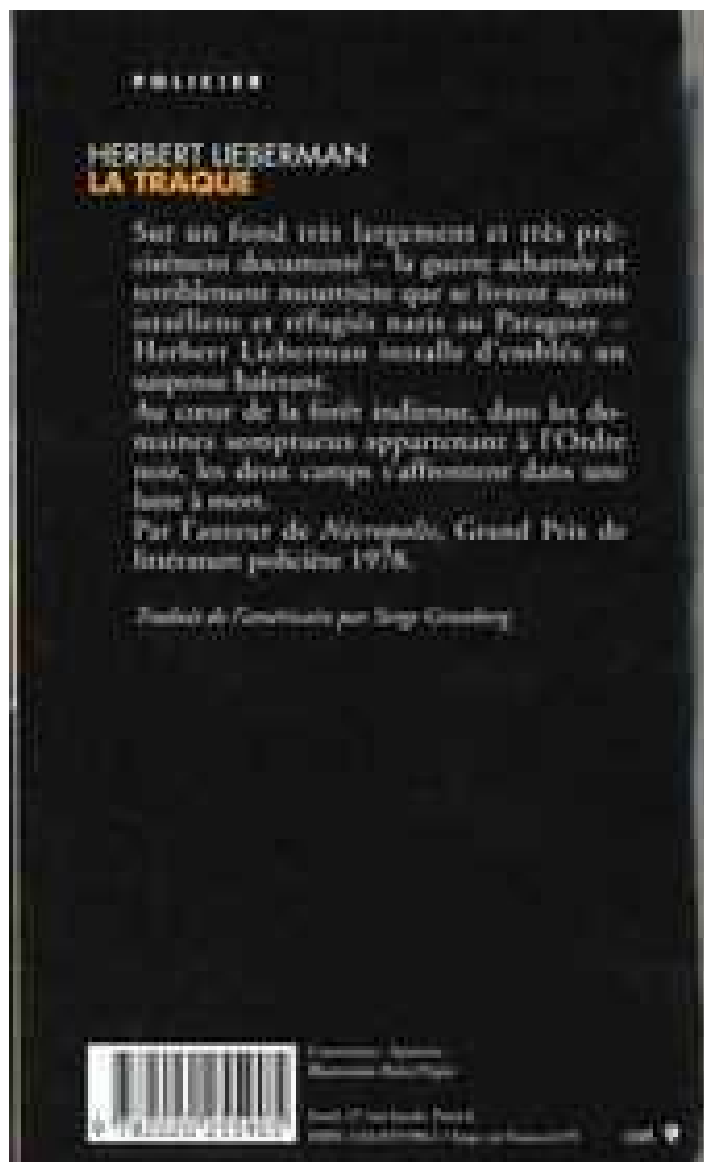 POLICIER
HERBERT LIEBERMAN
LA TRAQUE
Sur un fond très largement et très pré-
cisément documenté – la guerre acharnée et
terriblement meurtrière que se livrent agents
israéliens et réfugiés nazis au Paraguay –
Herbert Lieberman installe d'emblée un
suspense haletant.
Au cœur de la forêt indienne, dans les do-
maines somptueux appartenant à l'Ordre
noir, les deux camps s'affrontent dans une
lutte à mort.
Par l'auteur de Nécropolis, Grand Prix de
littérature policière 1978.
Traduit de l'américain par Serge Grunberg